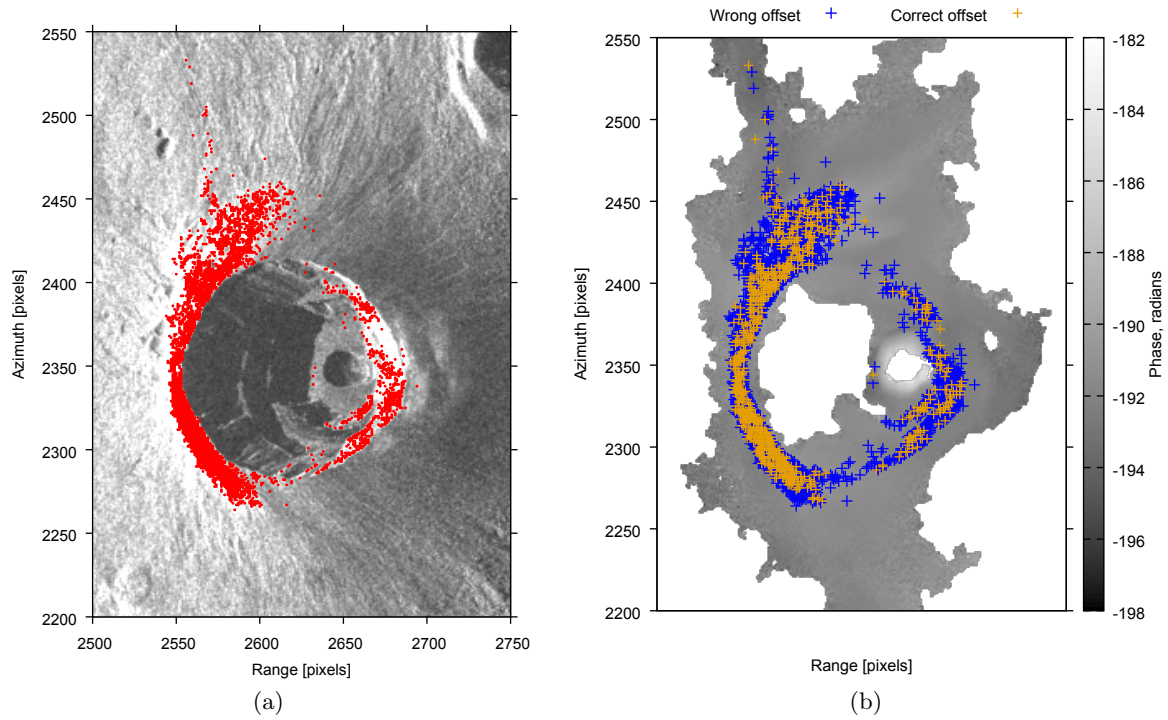 Wrong offset + Correct offset +
2550
2500
2450
2400
2350
2300
2250
2200
Azimuth [pixels]
2500 2550 2600 2650 2700 2750
Range [pixels]
(a)
2550
2500
2450
2400
2350
2300
2250
2200
Azimuth [pixels]
Range [pixels]
-182
-184
-186
-188
-190
-192
-194
-196
-198
Phase, radians
(b)